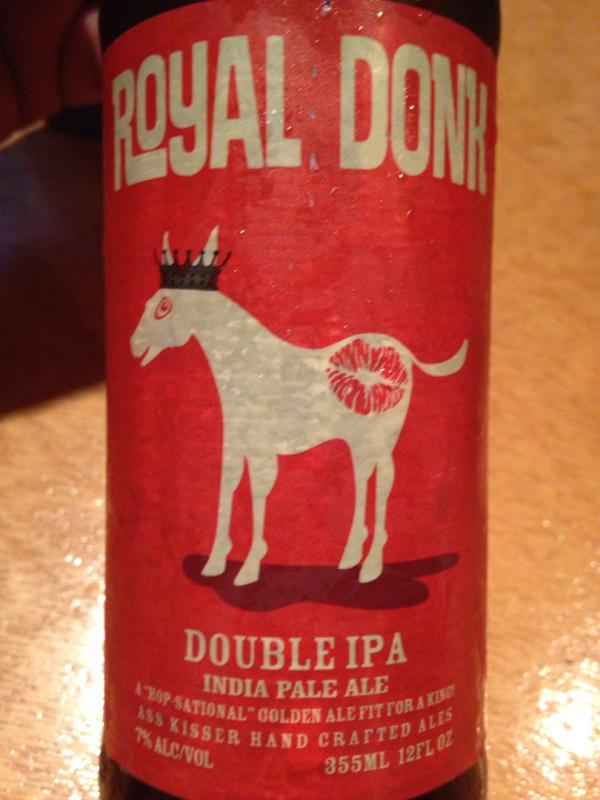 ROYAL DONK
DOUBLE IPA
INDIA PALE ALE
A "HOP-SATIONAL" GOLDEN ALE FIT FOR A KING!
ASS KISSER HAND CRAFTED ALES
7% ALC/VOL 355ML 12FL OZ